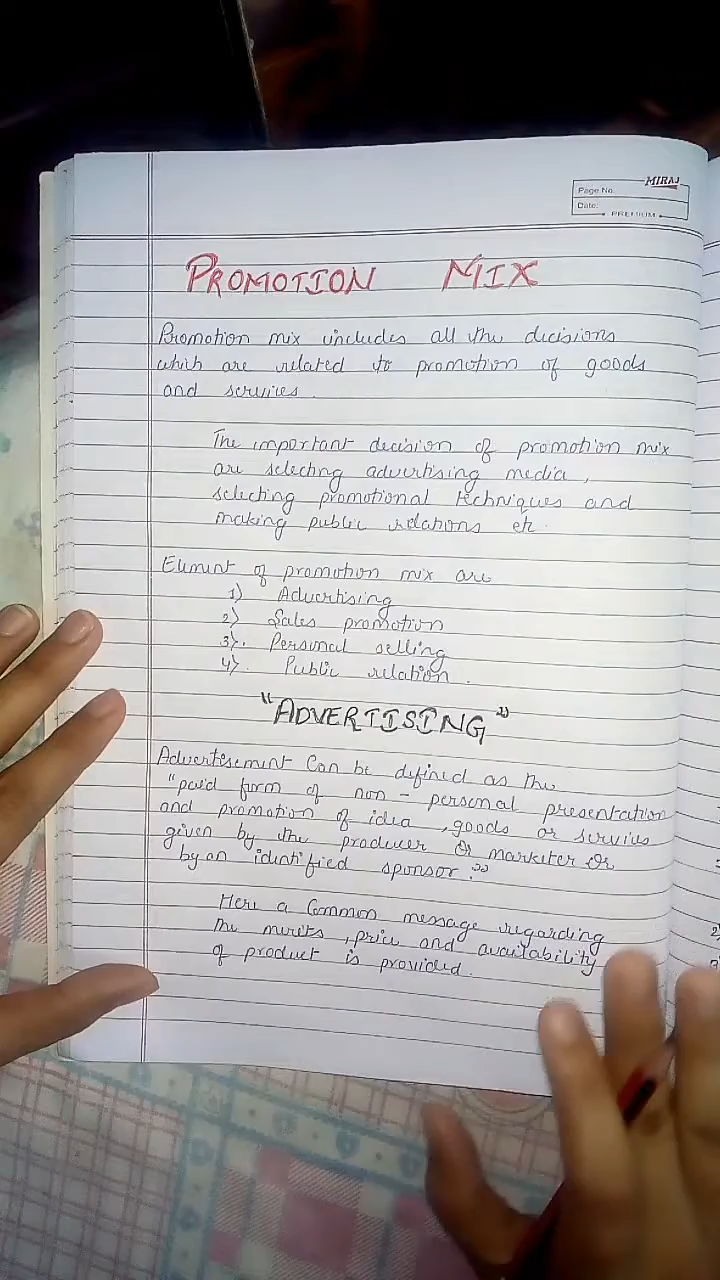 MIRAJ
Page No.
Date:
PREMIUM
PROMOTION MIX
Promotion mix includes all the decisions
which are related to promotion of goods
and services.
The important decision of promotion mix
are selecting advertising media,
selecting promotional techniques and
making public relations etc.
Element of promotion mix are
1) Advertising
2) Sales promotion
3). Personal selling
4). Public relation.
"ADVERTISING"
Advertisement Can be defined as the
"paid form of non-personal presentation
and promotion of idea, goods or services
given by the producer or marketer or
by an identified sponsor."
Here a Common message regarding
the merits, price and availability
of product is provided.